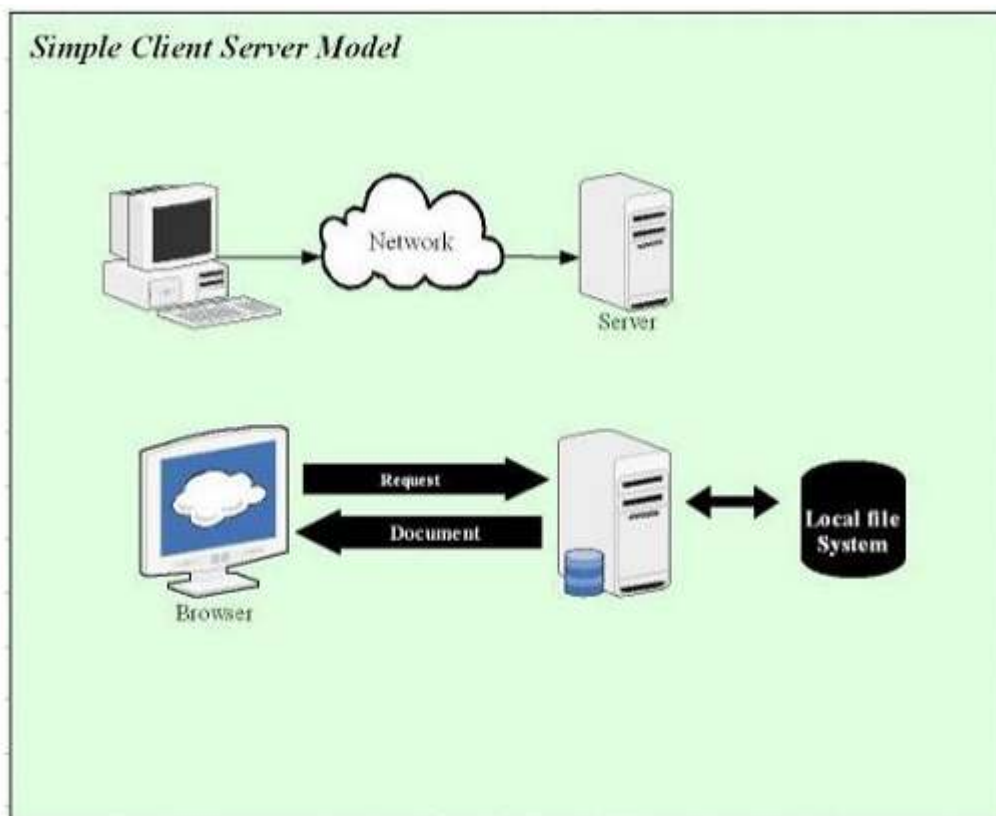 Simple Client Server Model
Network
Server
Request
Document
Local file
System
Browser